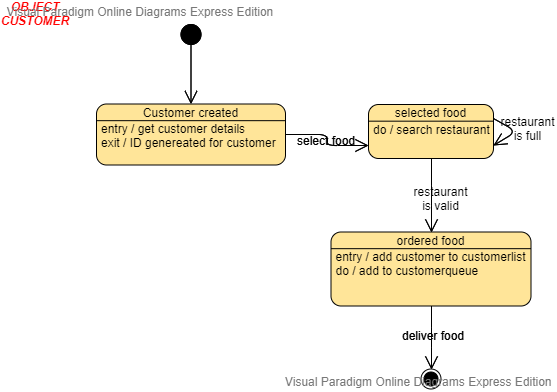 OBJECT
CUSTOMER
Visual Paradigm Online Diagrams Express Edition
Customer created
entry / get customer details
exit / ID genereated for customer
select food
selected food
do / search restaurant
restaurant
is full
restaurant
is valid
ordered food
entry / add customer to customerlist
do / add to customerqueue
deliver food
Visual Paradigm Online Diagrams Express Edition